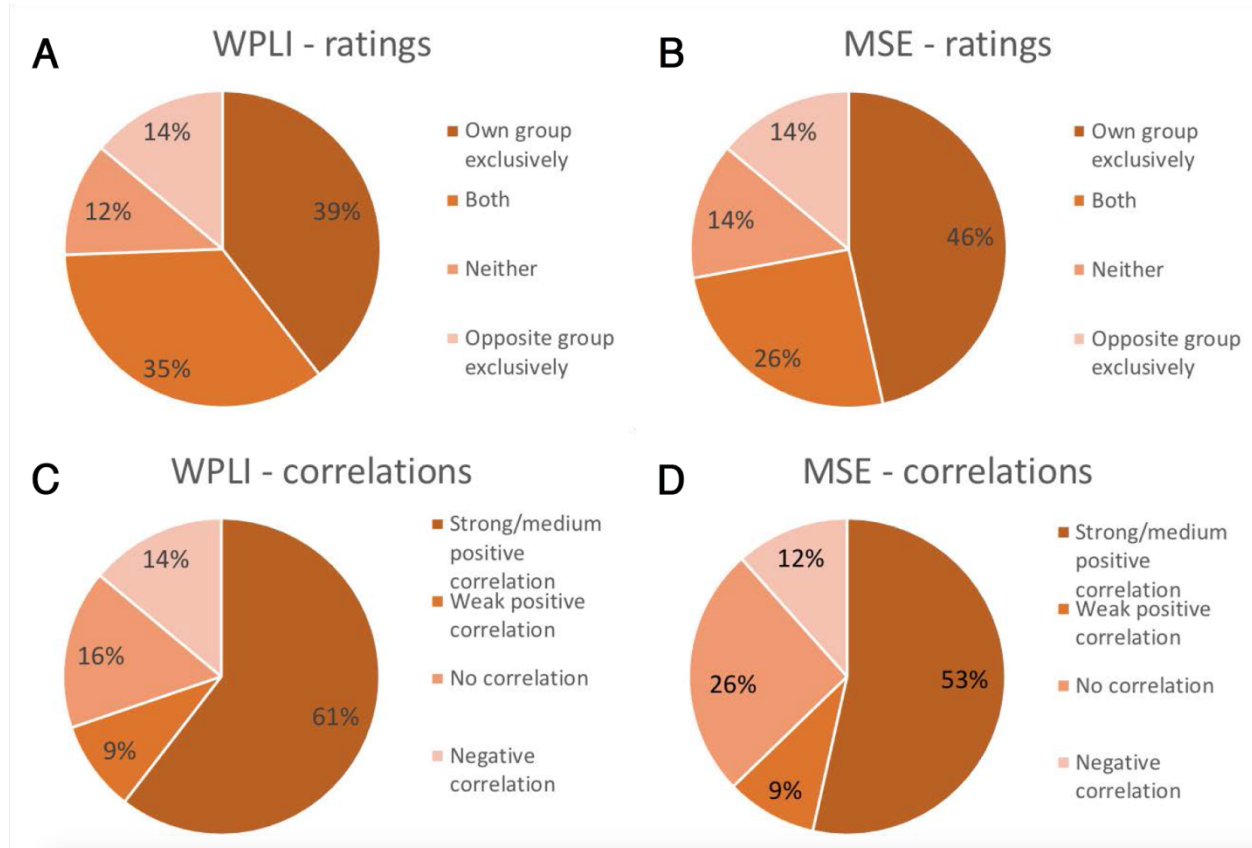 A
WPLI - ratings
14%
39%
12%
35%
Own group
exclusively
Both
Neither
Opposite group
exclusively
B
MSE - ratings
14%
46%
14%
26%
Own group
exclusively
Both
Neither
Opposite group
exclusively
C
WPLI - correlations
14%
16%
61%
9%
Strong/medium
positive
correlation
Weak positive
correlation
No correlation
Negative
correlation
D
MSE - correlations
12%
26%
53%
9%
Strong/medium
positive
correlation
Weak positive
correlation
No correlation
Negative
correlation